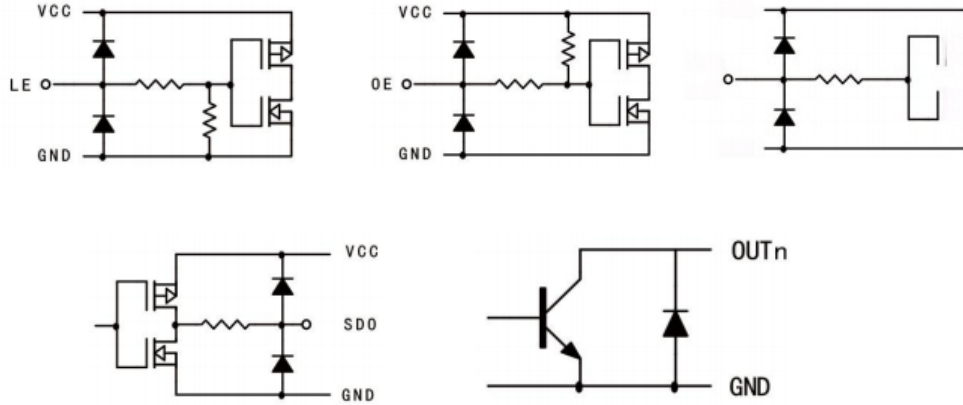 VCC
LE
GND
VCC
OE
GND
VCC
SDO
GND
OUTn
GND